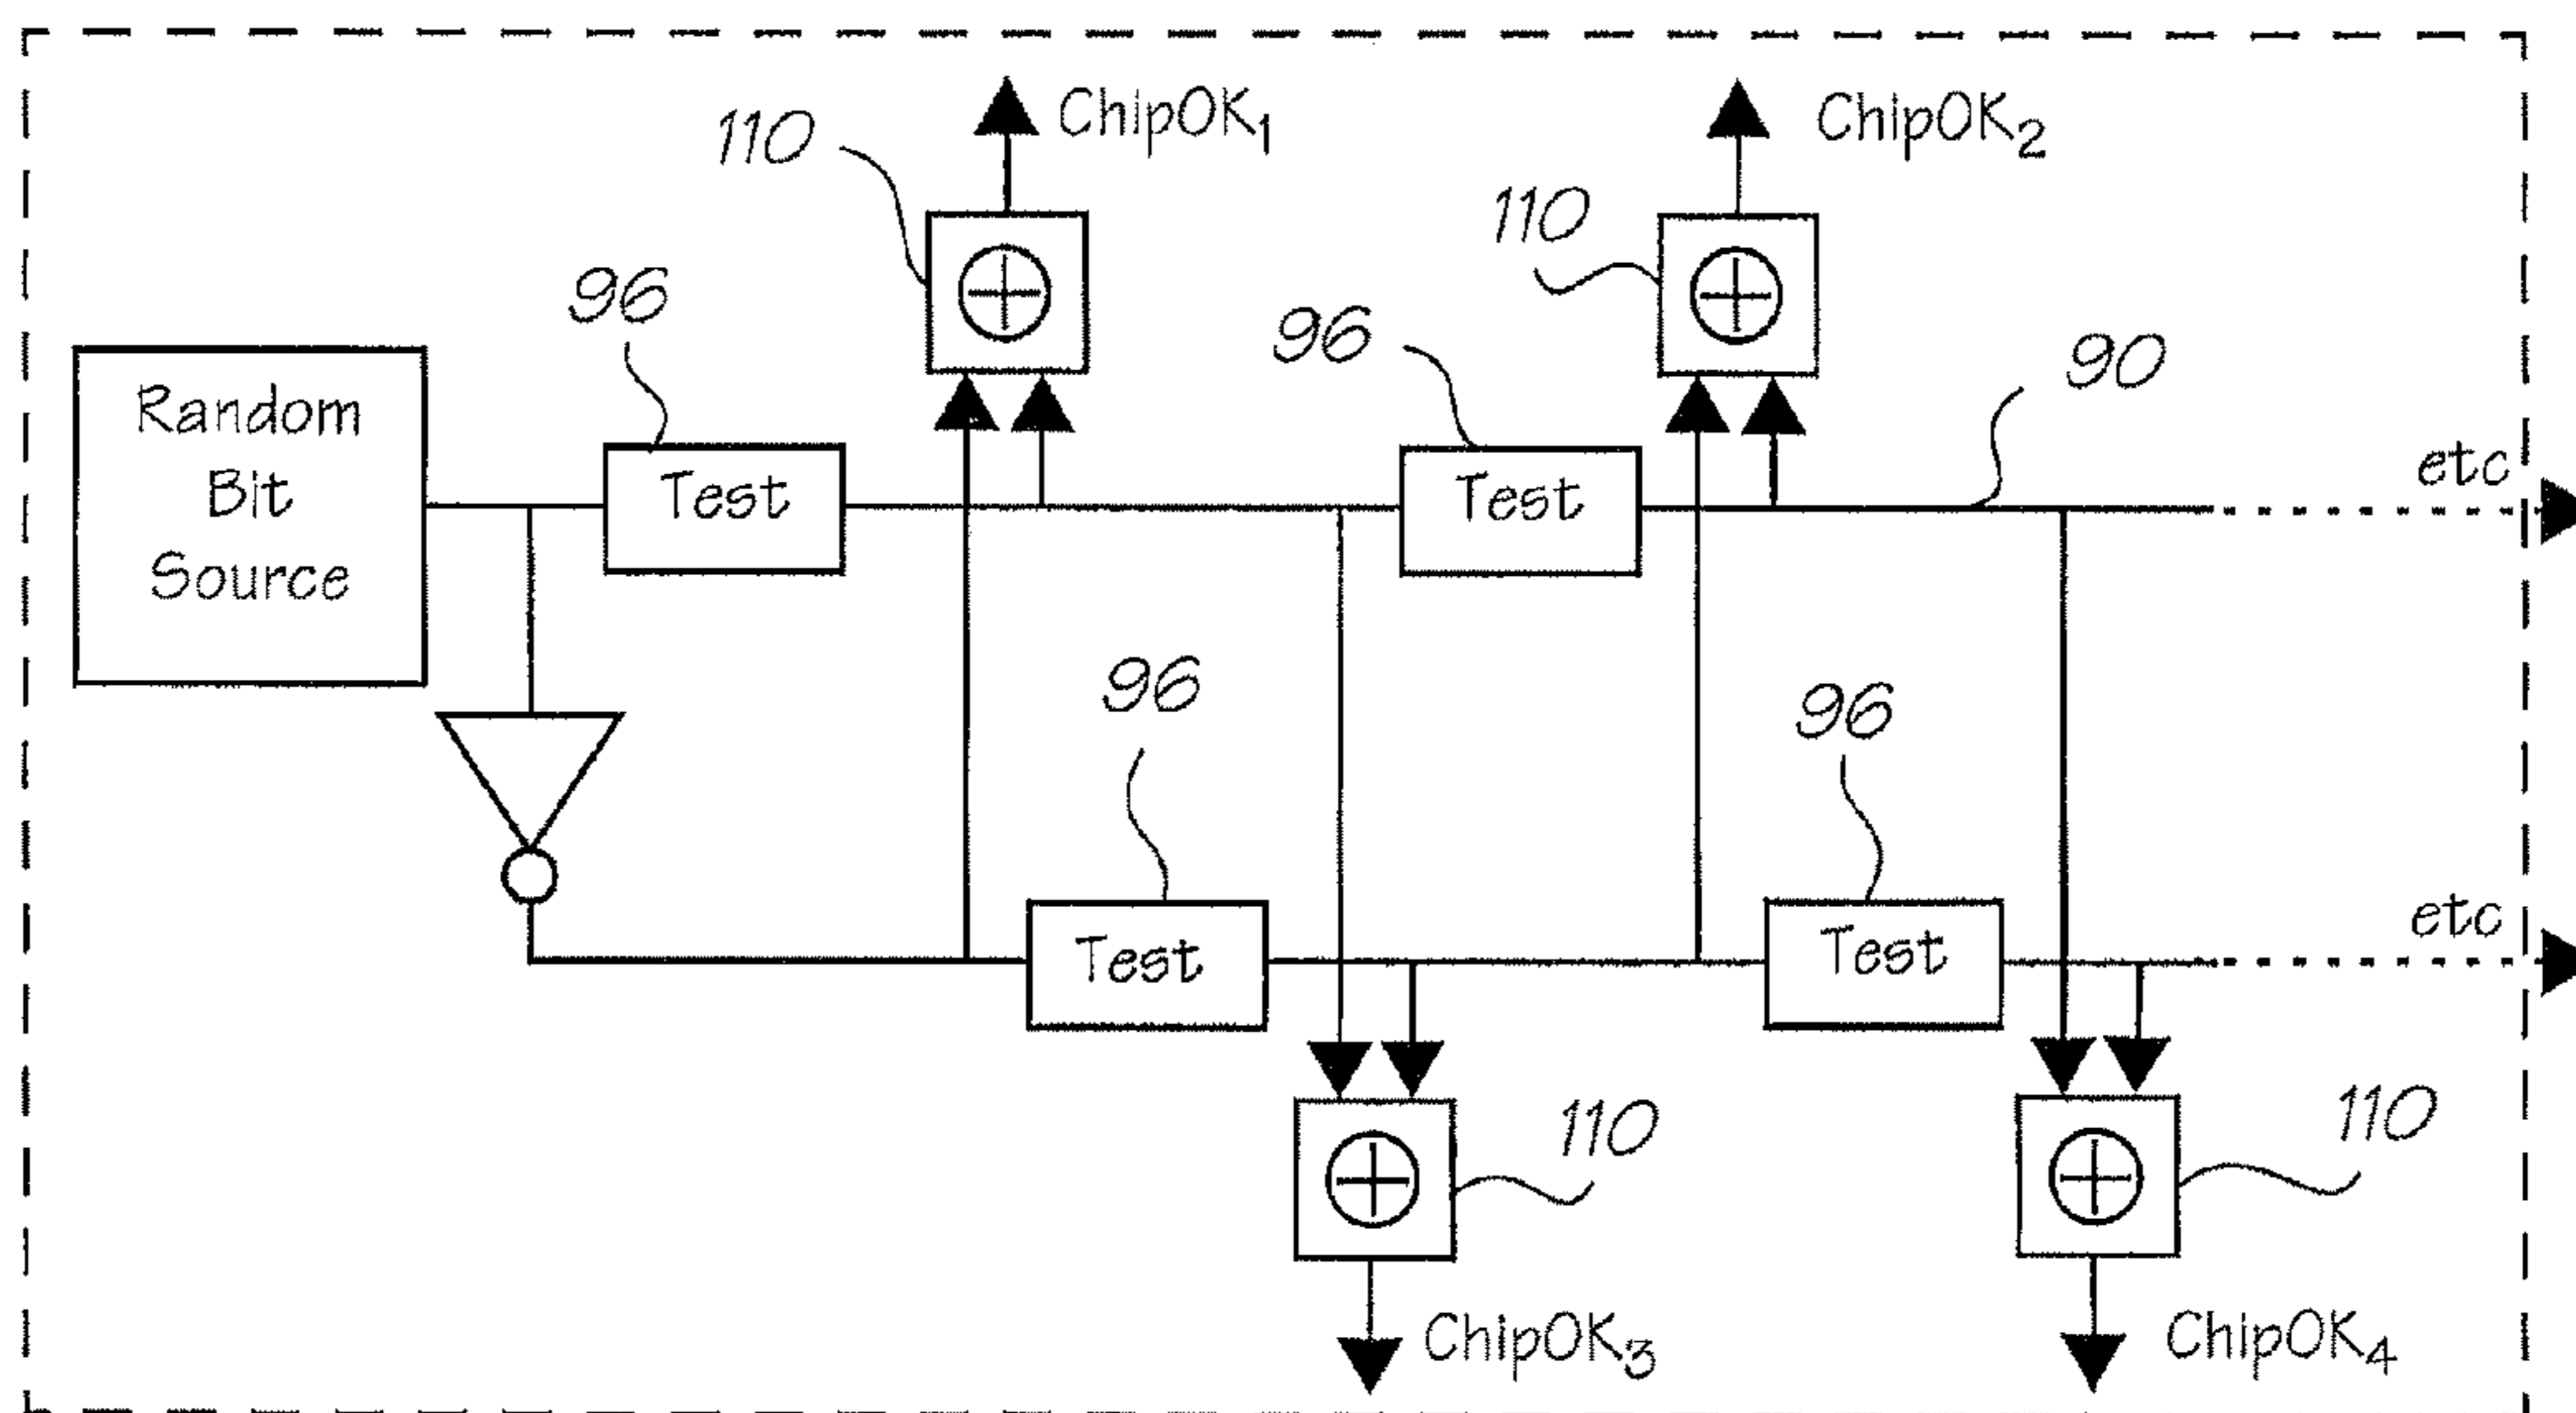 110
ChipOK₁
ChipOK₂
110
96
96
90
Random
Bit
Source
Test
Test
etc
96
96
etc
Test
Test
110
110
ChipOK₃
ChipOK₄